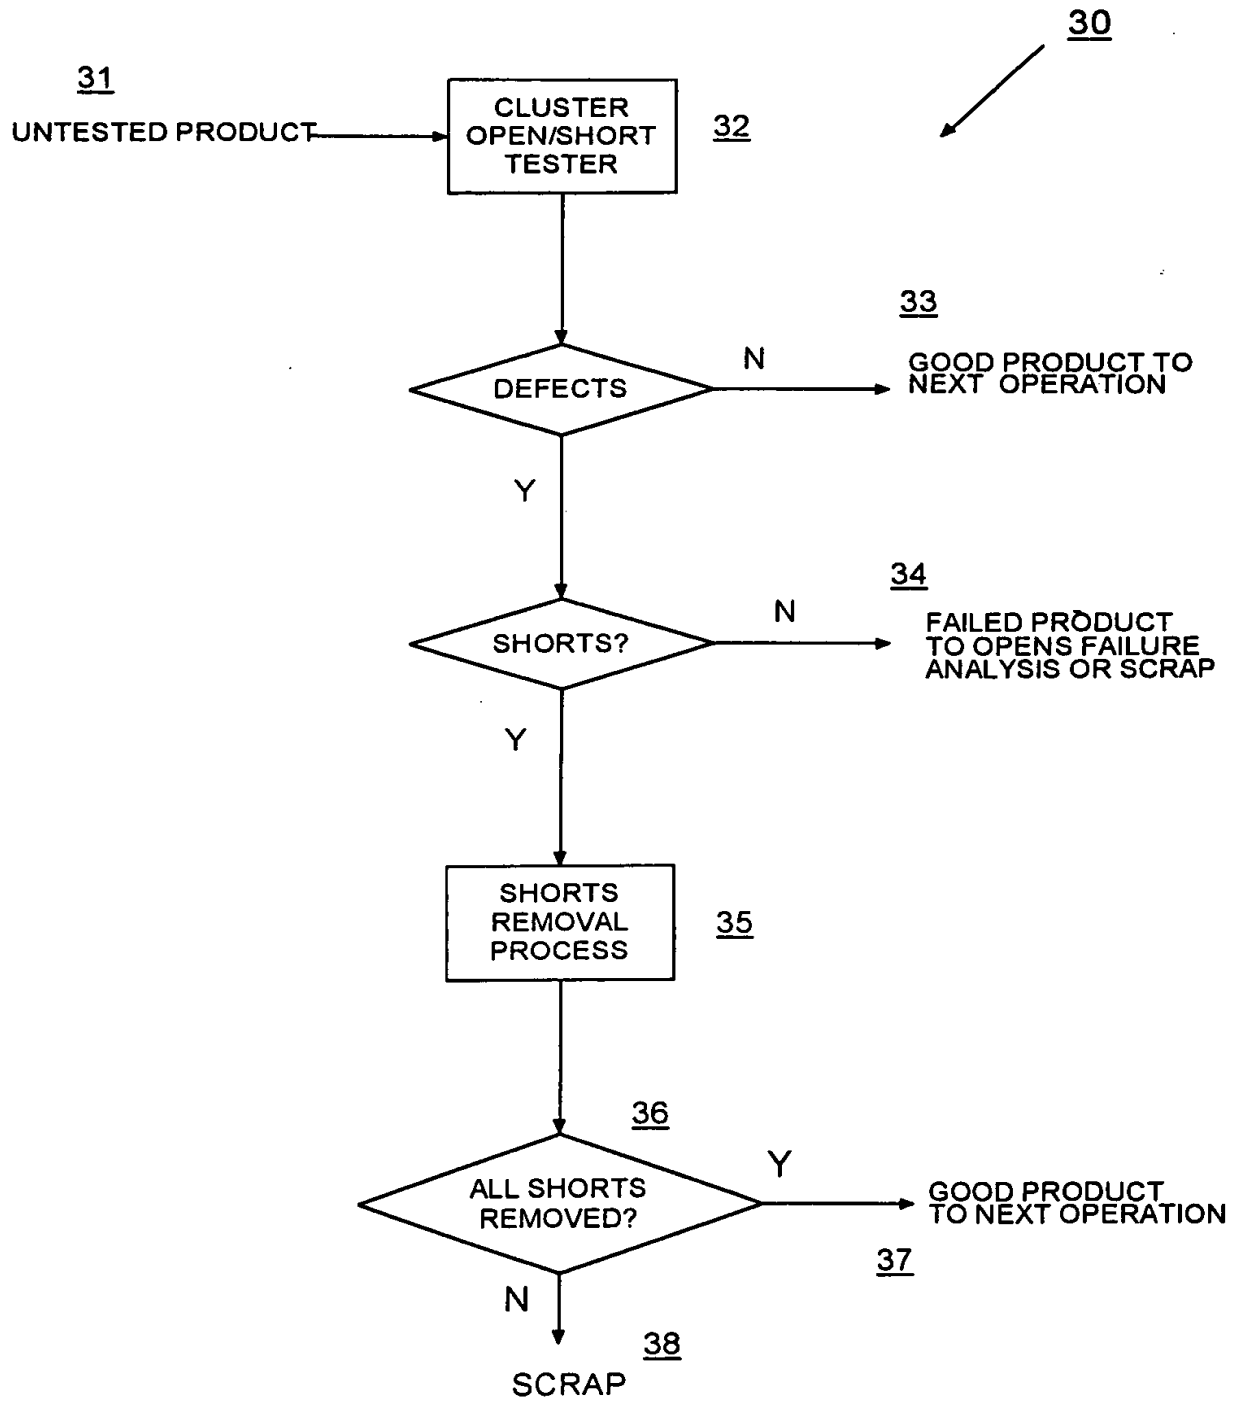 30
31
UNTESTED PRODUCT
CLUSTER
OPEN/SHORT
TESTER
32
DEFECTS
N
33
GOOD PRODUCT TO
NEXT OPERATION
Y
SHORTS?
N
34
FAILED PRODUCT
TO OPENS FAILURE
ANALYSIS OR SCRAP
Y
SHORTS
REMOVAL
PROCESS
35
36
ALL SHORTS
REMOVED?
Y
GOOD PRODUCT
TO NEXT OPERATION
37
N
38
SCRAP